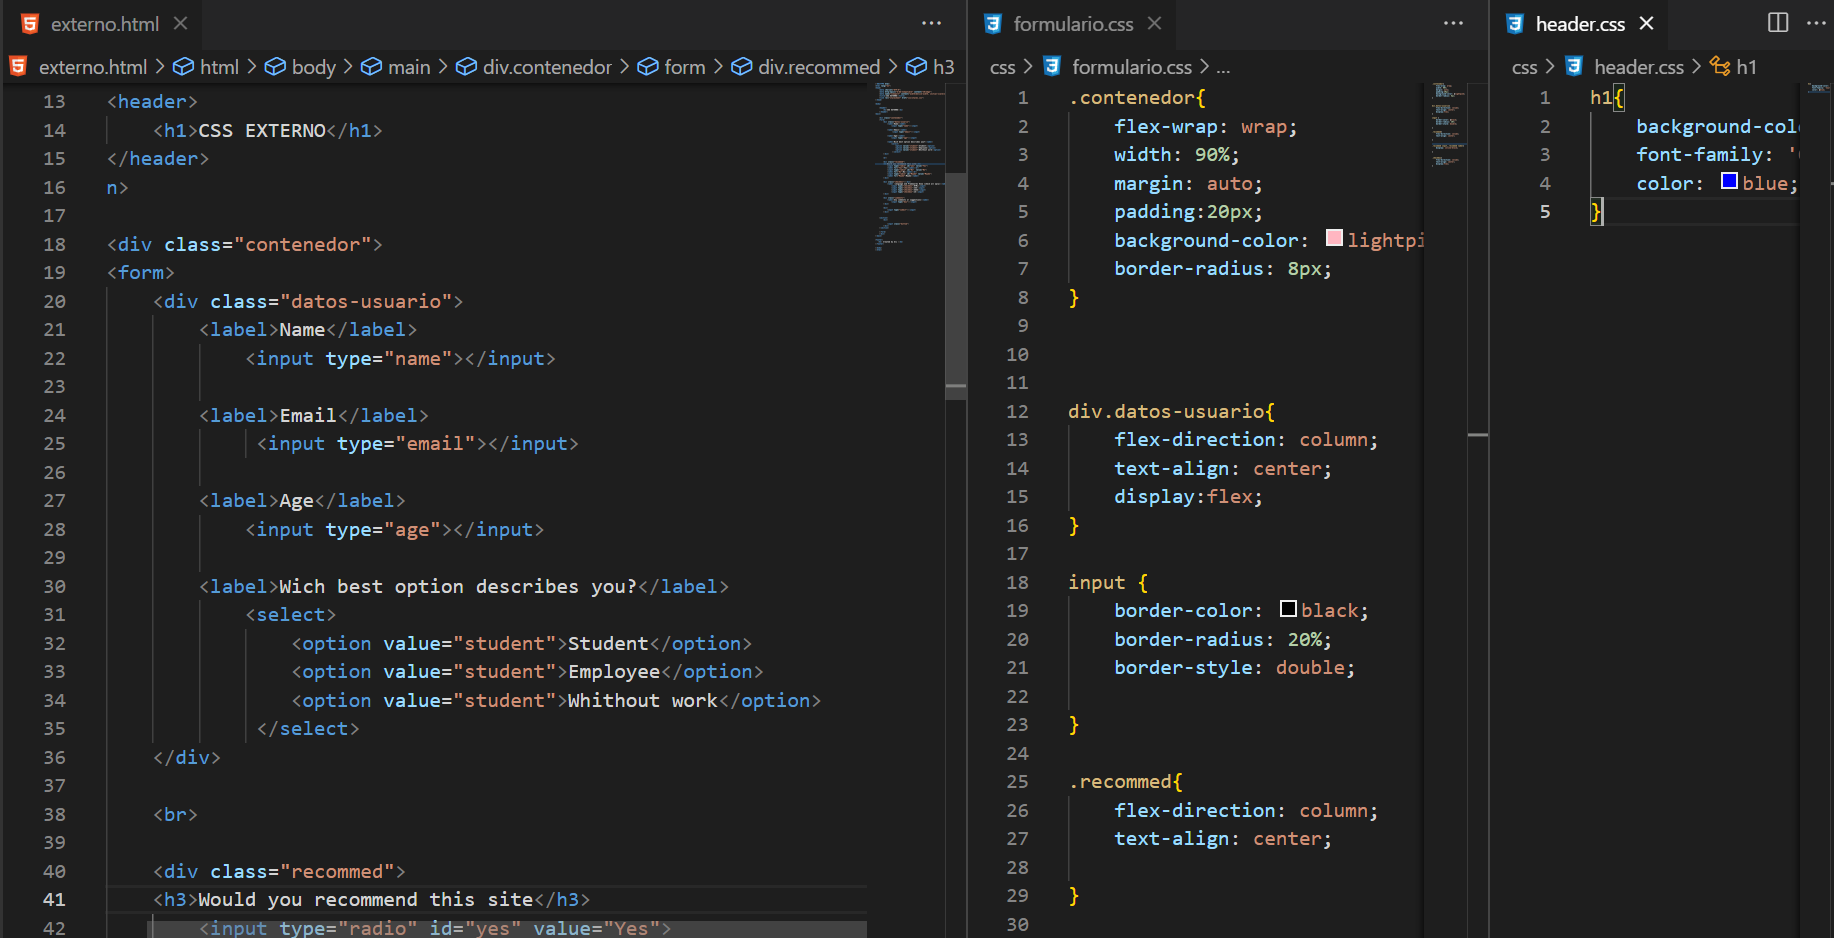 externo.html
externo.html > html > body > main > div.contenedor > form > div.recommed > h3
13 <header>
14 <h1>CSS EXTERNO</h1>
15 </header>
16 n>
17
18 <div class="contenedor">
19 <form>
20 <div class="datos-usuario">
21 <label>Name</label>
22 <input type="name"></input>
23
24 <label>Email</label>
25 <input type="email"></input>
26
27 <label>Age</label>
28 <input type="age"></input>
29
30 <label>Wich best option describes you?</label>
31 <select>
32 <option value="student">Student</option>
33 <option value="student">Employee</option>
34 <option value="student">Whithout work</option>
35 </select>
36 </div>
37
38 <br>
39
40 <div class="recommed">
41 <h3>Would you recommend this site</h3>
42 <input type="radio" id="yes" value="Yes">
formulario.css
css > formulario.css > ...
1 .contenedor{
2 flex-wrap: wrap;
3 width: 90%;
4 margin: auto;
5 padding:20px;
6 background-color: lightpi
7 border-radius: 8px;
8 }
9
10
11
12 div.datos-usuario{
13 flex-direction: column;
14 text-align: center;
15 display:flex;
16 }
17
18 input {
19 border-color: black;
20 border-radius: 20%;
21 border-style: double;
22
23 }
24
25 .recommed{
26 flex-direction: column;
27 text-align: center;
28
29 }
30
header.css
css > header.css > h1
1 h1{
2 background-col
3 font-family: '
4 color: blue;
5 }